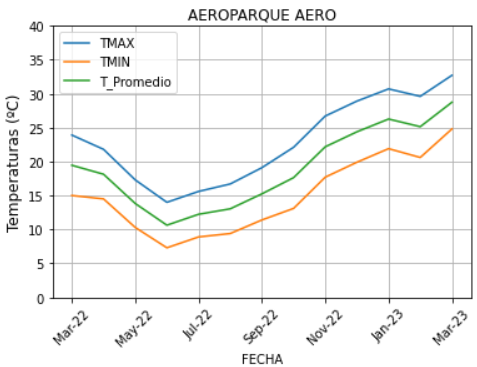 AEROPARQUE AERO
TMAX
TMIN
T_Promedio
Temperaturas (ºC)
40
35
30
25
20
15
10
5
0
Mar-22
May-22
Jul-22
Sep-22
Nov-22
Jan-23
Mar-23
FECHA